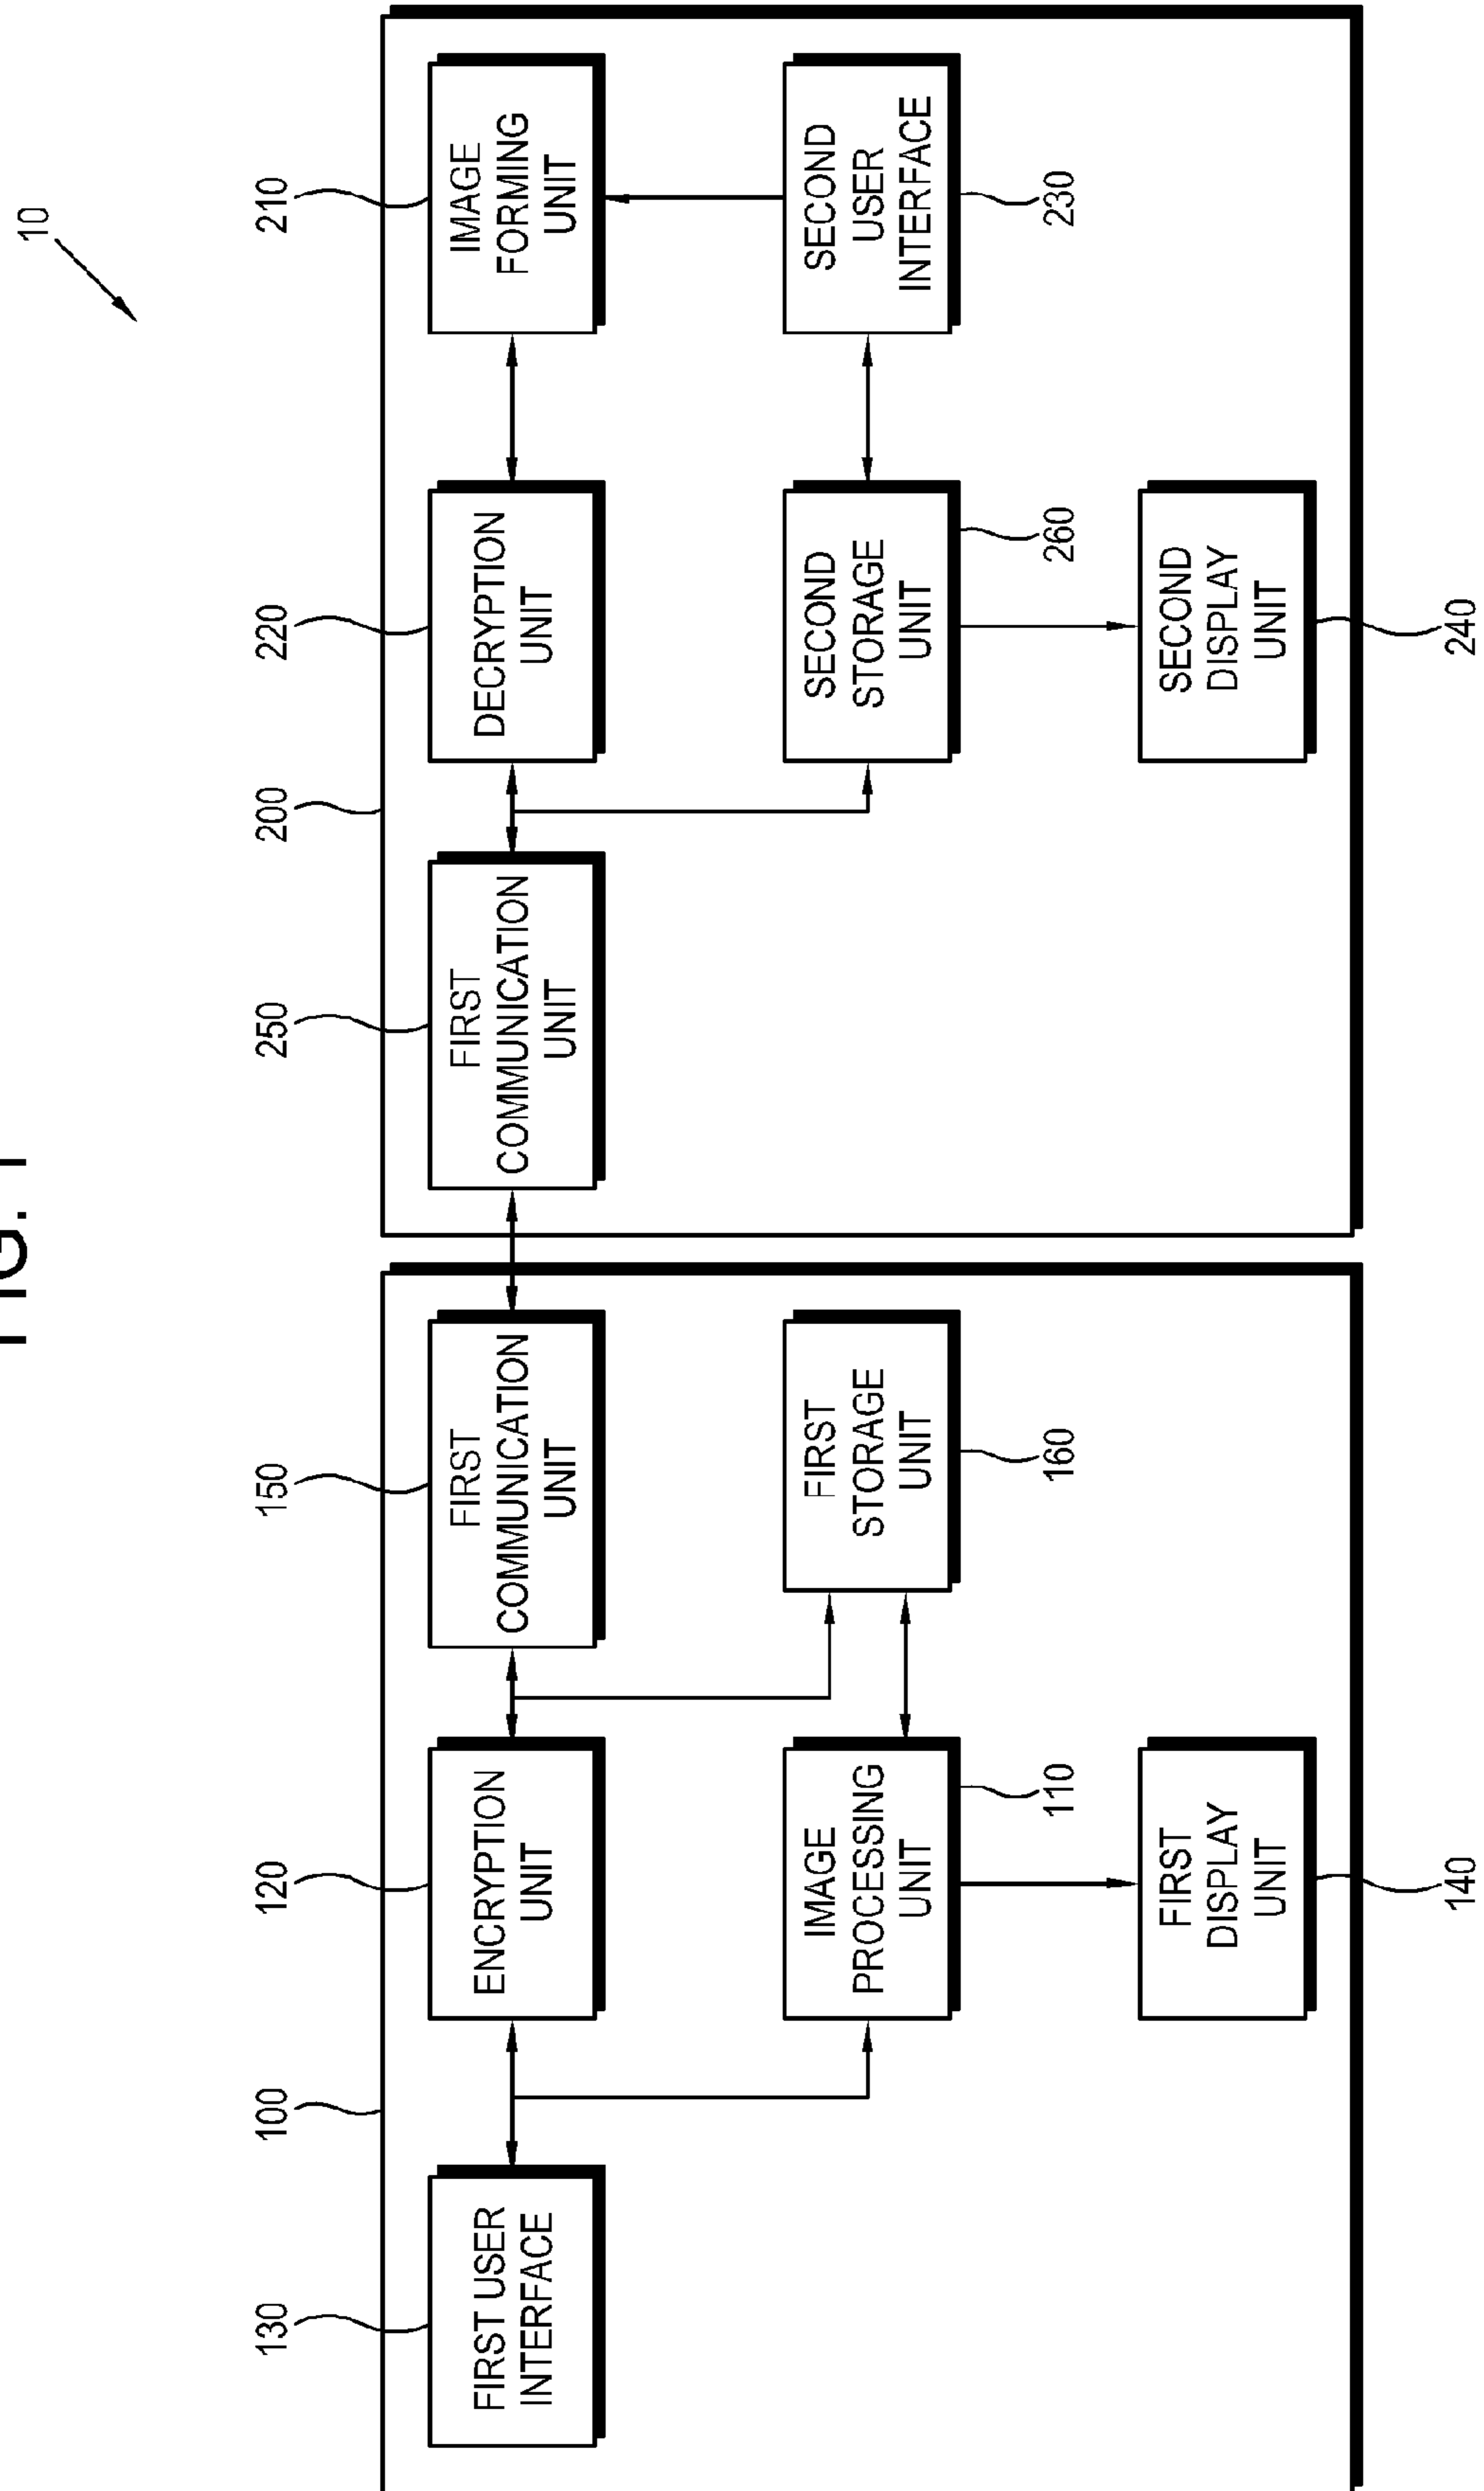 FIG. 1
10
100
200
130
120
150
250
220
210
FIRST USER
INTERFACE
ENCRYPTION
UNIT
FIRST
COMMUNICATION
UNIT
FIRST
COMMUNICATION
UNIT
DECRYPTION
UNIT
IMAGE
FORMING
UNIT
IMAGE
PROCESSING
UNIT
110
FIRST
STORAGE
UNIT
160
SECOND
STORAGE
UNIT
260
SECOND
USER
INTERFACE
230
FIRST
DISPLAY
UNIT
140
SECOND
DISPLAY
UNIT
240